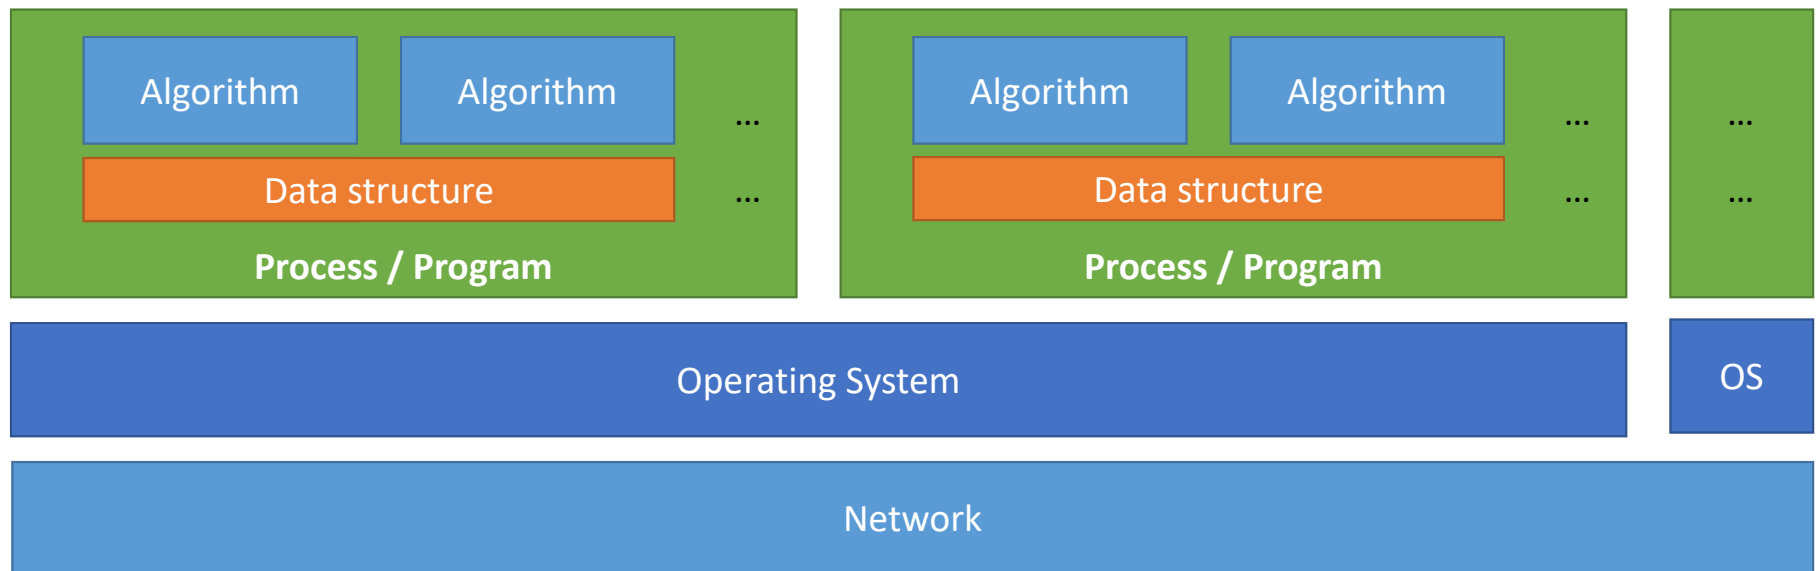 Algorithm Algorithm ... Algorithm Algorithm ... ...
Data structure ... Data structure ... ...
Process / Program Process / Program
Operating System OS
Network